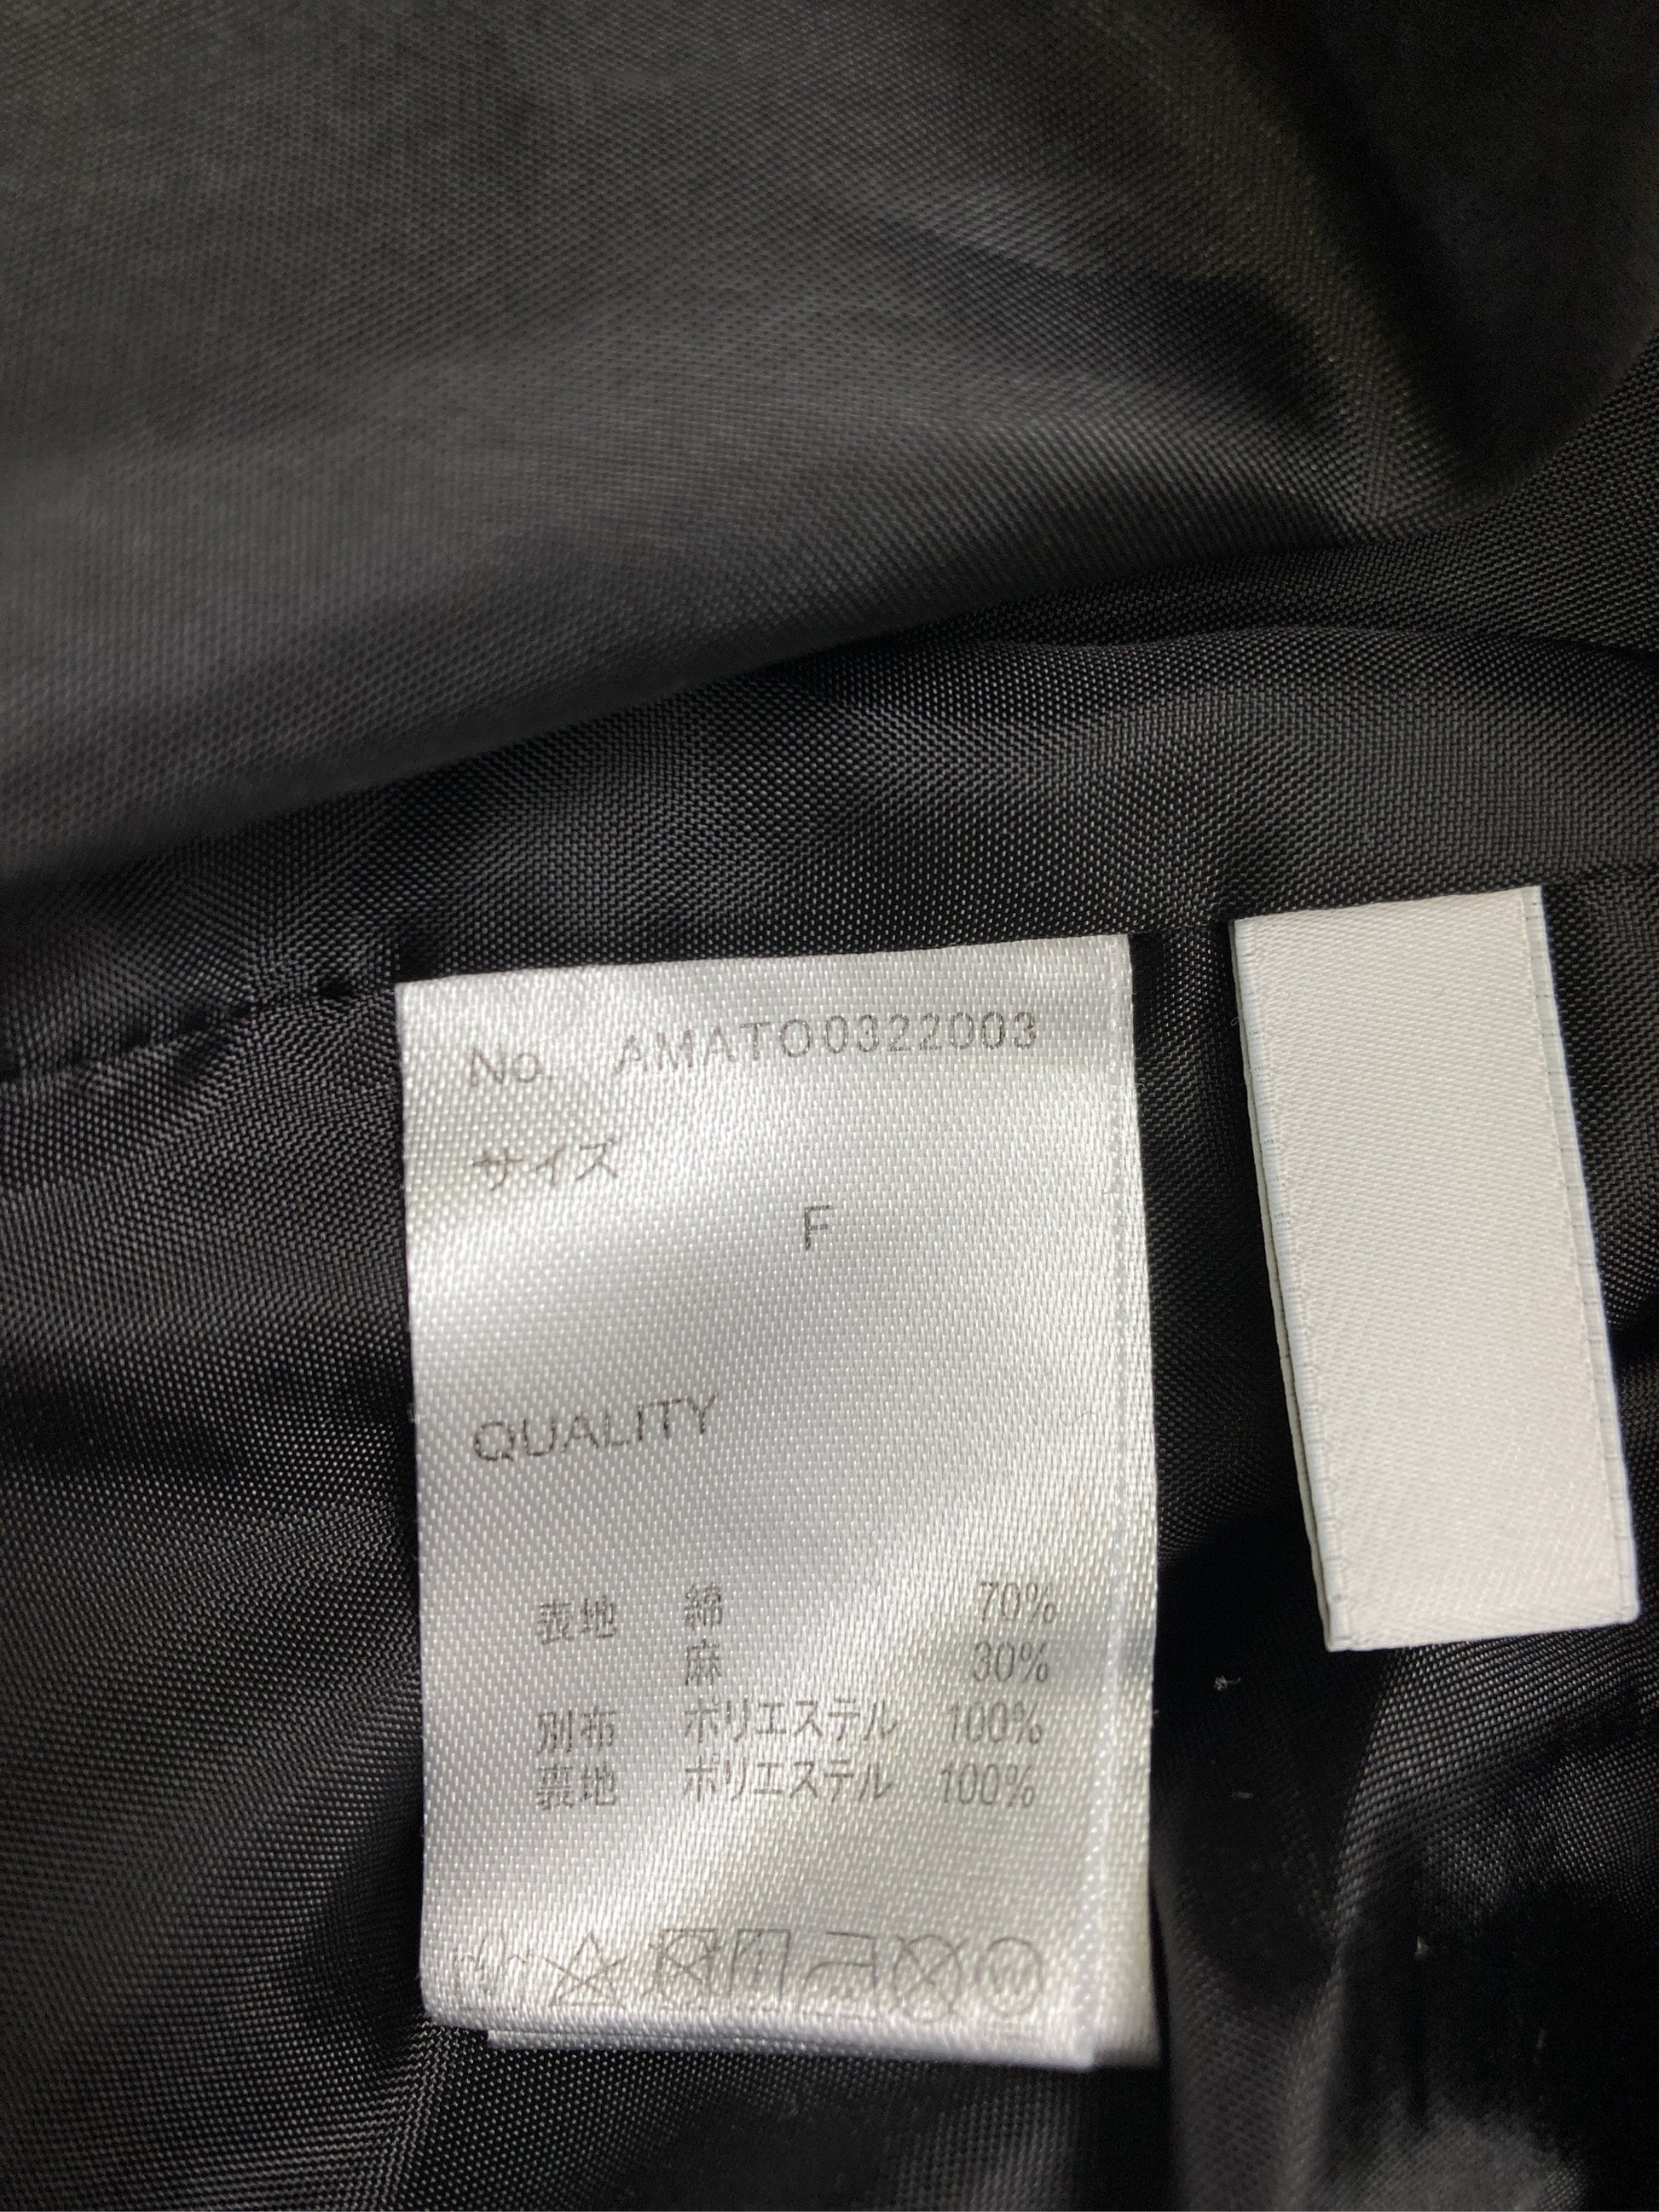 No. AMATO0322003
サイズ
F
QUALITY
表地 綿 70%
麻 30%
別布 ポリエステル 100%
裏地 ポリエステル 100%